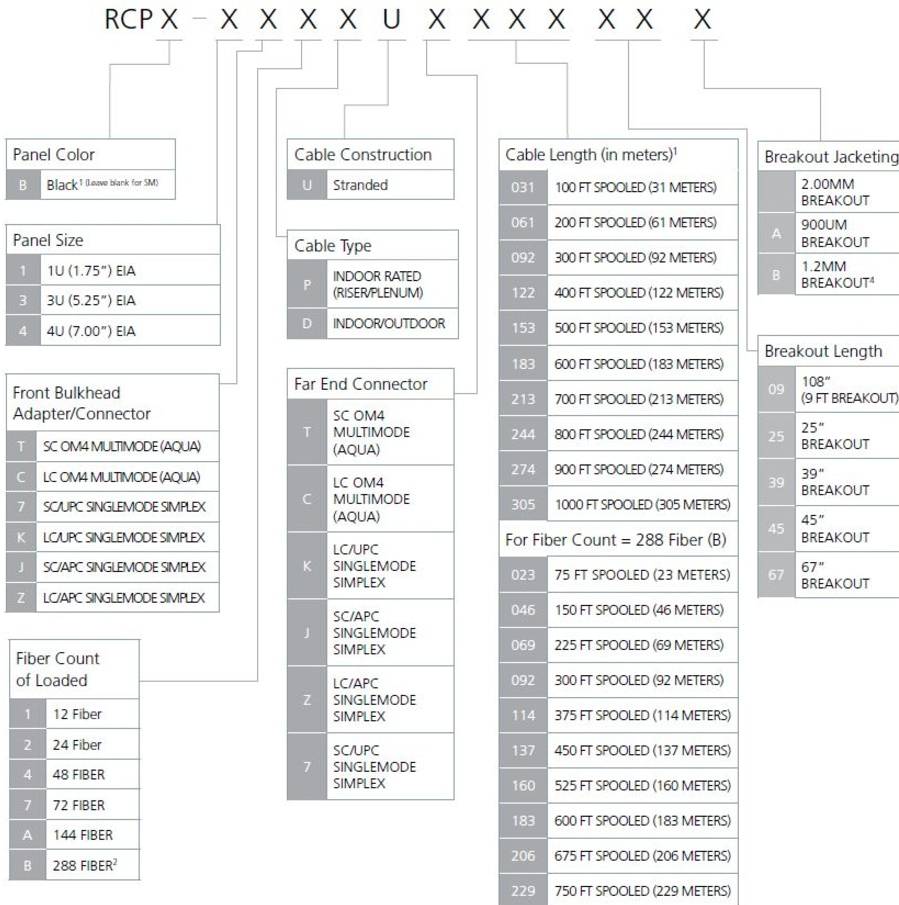 RCP X – X X X X U X X X X X X X
Panel Color
B Black¹ (Leave blank for SM)
Panel Size
1 1U (1.75”) EIA
3 3U (5.25”) EIA
4 4U (7.00”) EIA
Front Bulkhead
Adapter/Connector
T SC OM4 MULTIMODE (AQUA)
C LC OM4 MULTIMODE (AQUA)
7 SC/UPC SINGLEMODE SIMPLEX
K LC/UPC SINGLEMODE SIMPLEX
J SC/APC SINGLEMODE SIMPLEX
Z LC/APC SINGLEMODE SIMPLEX
Fiber Count
of Loaded
1 12 Fiber
2 24 Fiber
4 48 FIBER
7 72 FIBER
A 144 FIBER
B 288 FIBER²
Cable Construction
U Stranded
Cable Type
P INDOOR RATED
(RISER/PLENUM)
D INDOOR/OUTDOOR
Far End Connector
T SC OM4
MULTIMODE
(AQUA)
C LC OM4
MULTIMODE
(AQUA)
K LC/UPC
SINGLEMODE
SIMPLEX
J SC/APC
SINGLEMODE
SIMPLEX
Z LC/APC
SINGLEMODE
SIMPLEX
7 SC/UPC
SINGLEMODE
SIMPLEX
Cable Length (in meters)¹
031 100 FT SPOOLED (31 METERS)
061 200 FT SPOOLED (61 METERS)
092 300 FT SPOOLED (92 METERS)
122 400 FT SPOOLED (122 METERS)
153 500 FT SPOOLED (153 METERS)
183 600 FT SPOOLED (183 METERS)
213 700 FT SPOOLED (213 METERS)
244 800 FT SPOOLED (244 METERS)
274 900 FT SPOOLED (274 METERS)
305 1000 FT SPOOLED (305 METERS)
For Fiber Count = 288 Fiber (B)
023 75 FT SPOOLED (23 METERS)
046 150 FT SPOOLED (46 METERS)
069 225 FT SPOOLED (69 METERS)
092 300 FT SPOOLED (92 METERS)
114 375 FT SPOOLED (114 METERS)
137 450 FT SPOOLED (137 METERS)
160 525 FT SPOOLED (160 METERS)
183 600 FT SPOOLED (183 METERS)
206 675 FT SPOOLED (206 METERS)
229 750 FT SPOOLED (229 METERS)
Breakout Jacketing
2.00MM
BREAKOUT
A 900UM
BREAKOUT
B 1.2MM
BREAKOUT⁴
Breakout Length
09 108”
(9 FT BREAKOUT)
25 25”
BREAKOUT
39 39”
BREAKOUT
45 45”
BREAKOUT
67 67”
BREAKOUT